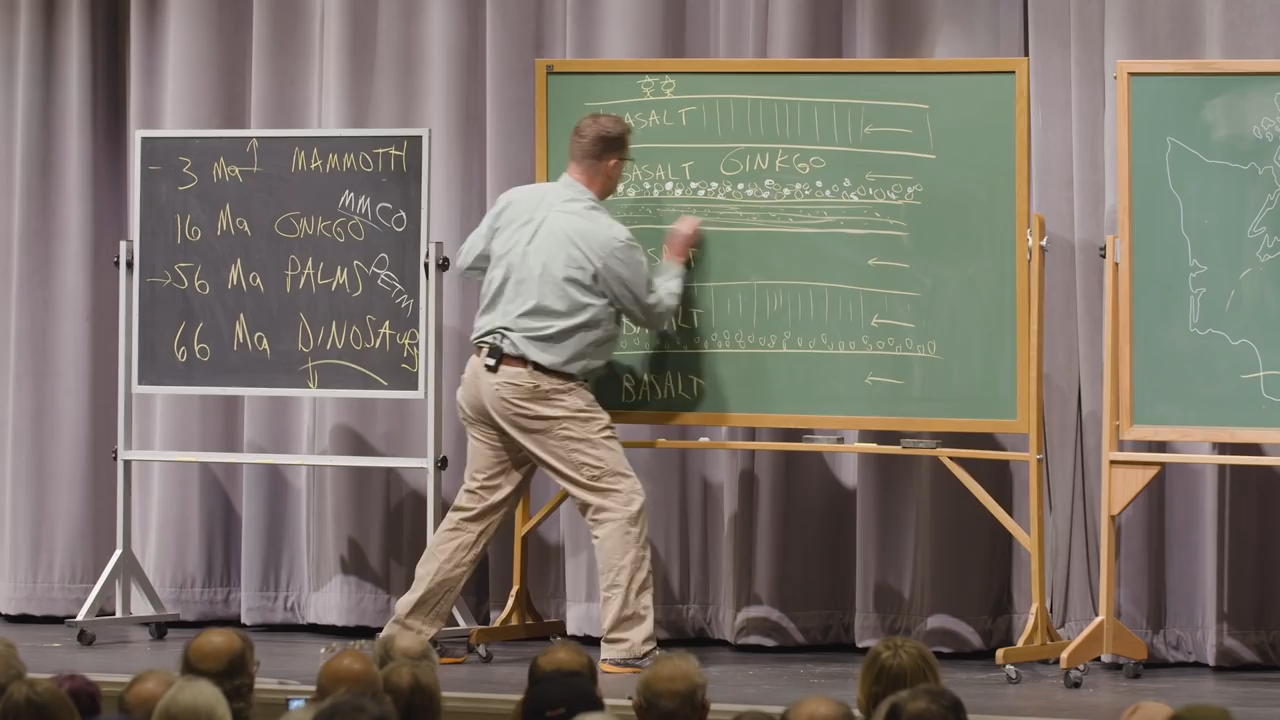 3 Ma MAMMOTH
MMCO
16 Ma GINKGO
→56 Ma PALMS PETM
66 Ma DINOSAURS
BASALT
BASALT GINKGO
BASALT
BASALT